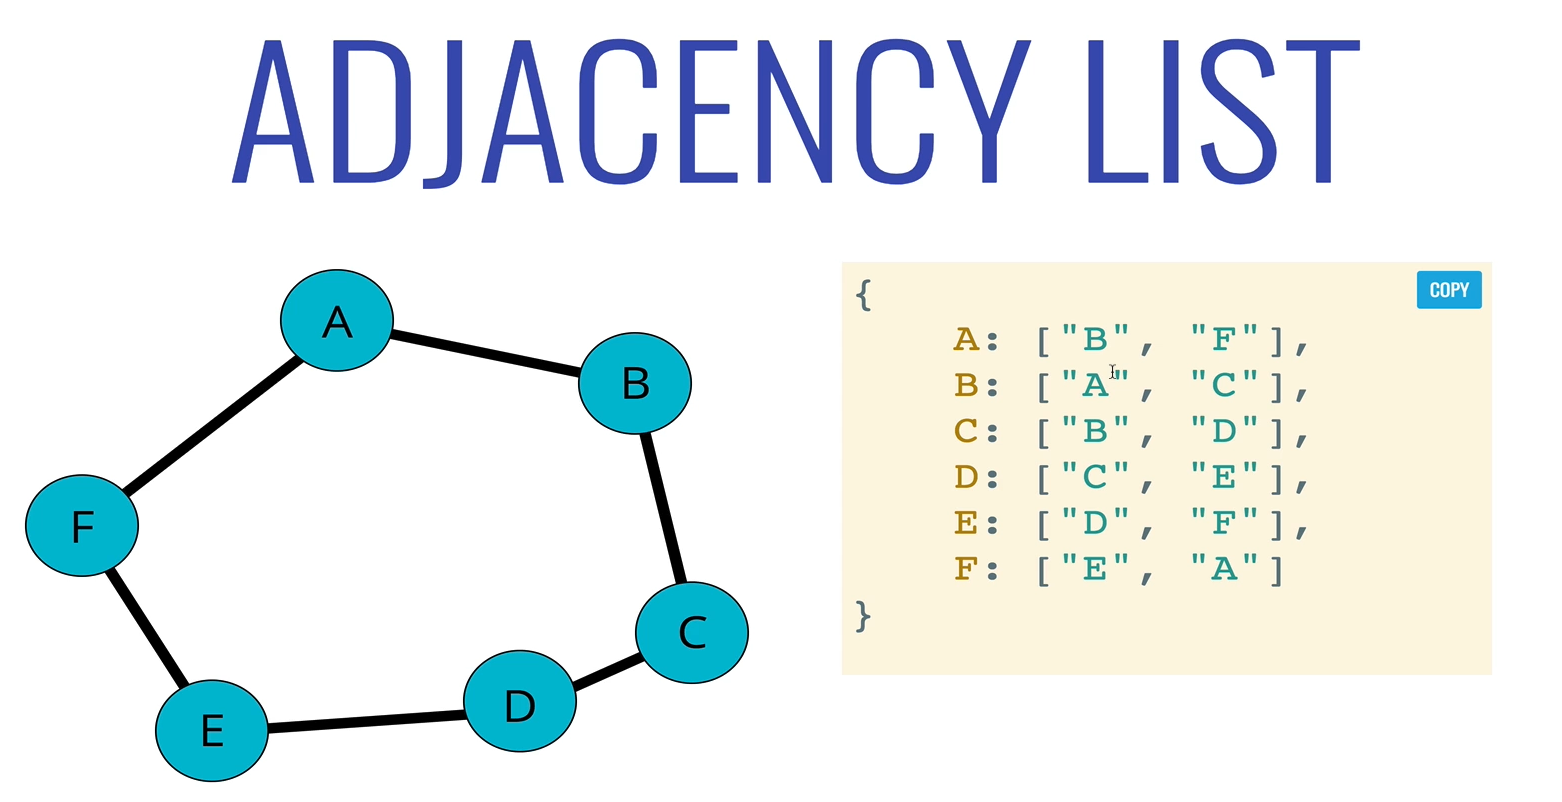 ADJACENCY LIST
A
B
F
C
D
E
COPY
{
A: ["B", "F"],
B: ["A", "C"],
C: ["B", "D"],
D: ["C", "E"],
E: ["D", "F"],
F: ["E", "A"]
}